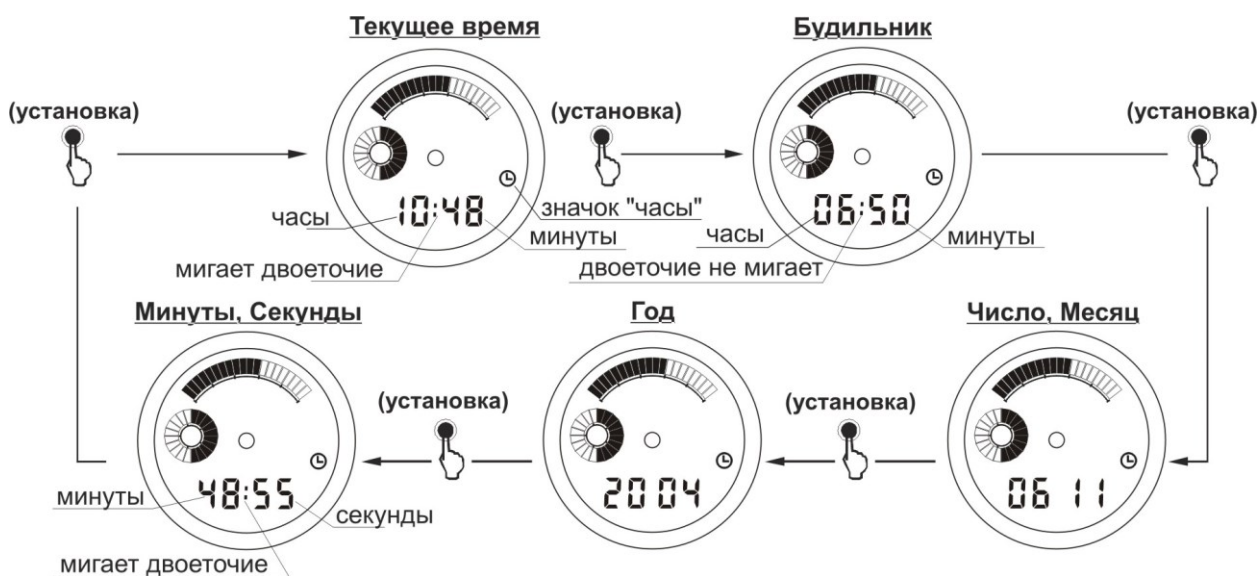 Текущее время
Будильник
(установка)
(установка)
(установка)
значок "часы"
часы
10:48
минуты
мигает двоеточие
часы
06:50
минуты
двоеточие не мигает
Минуты, Секунды
Год
Число, Месяц
(установка)
(установка)
минуты
48:55
секунды
мигает двоеточие
2004
06 11